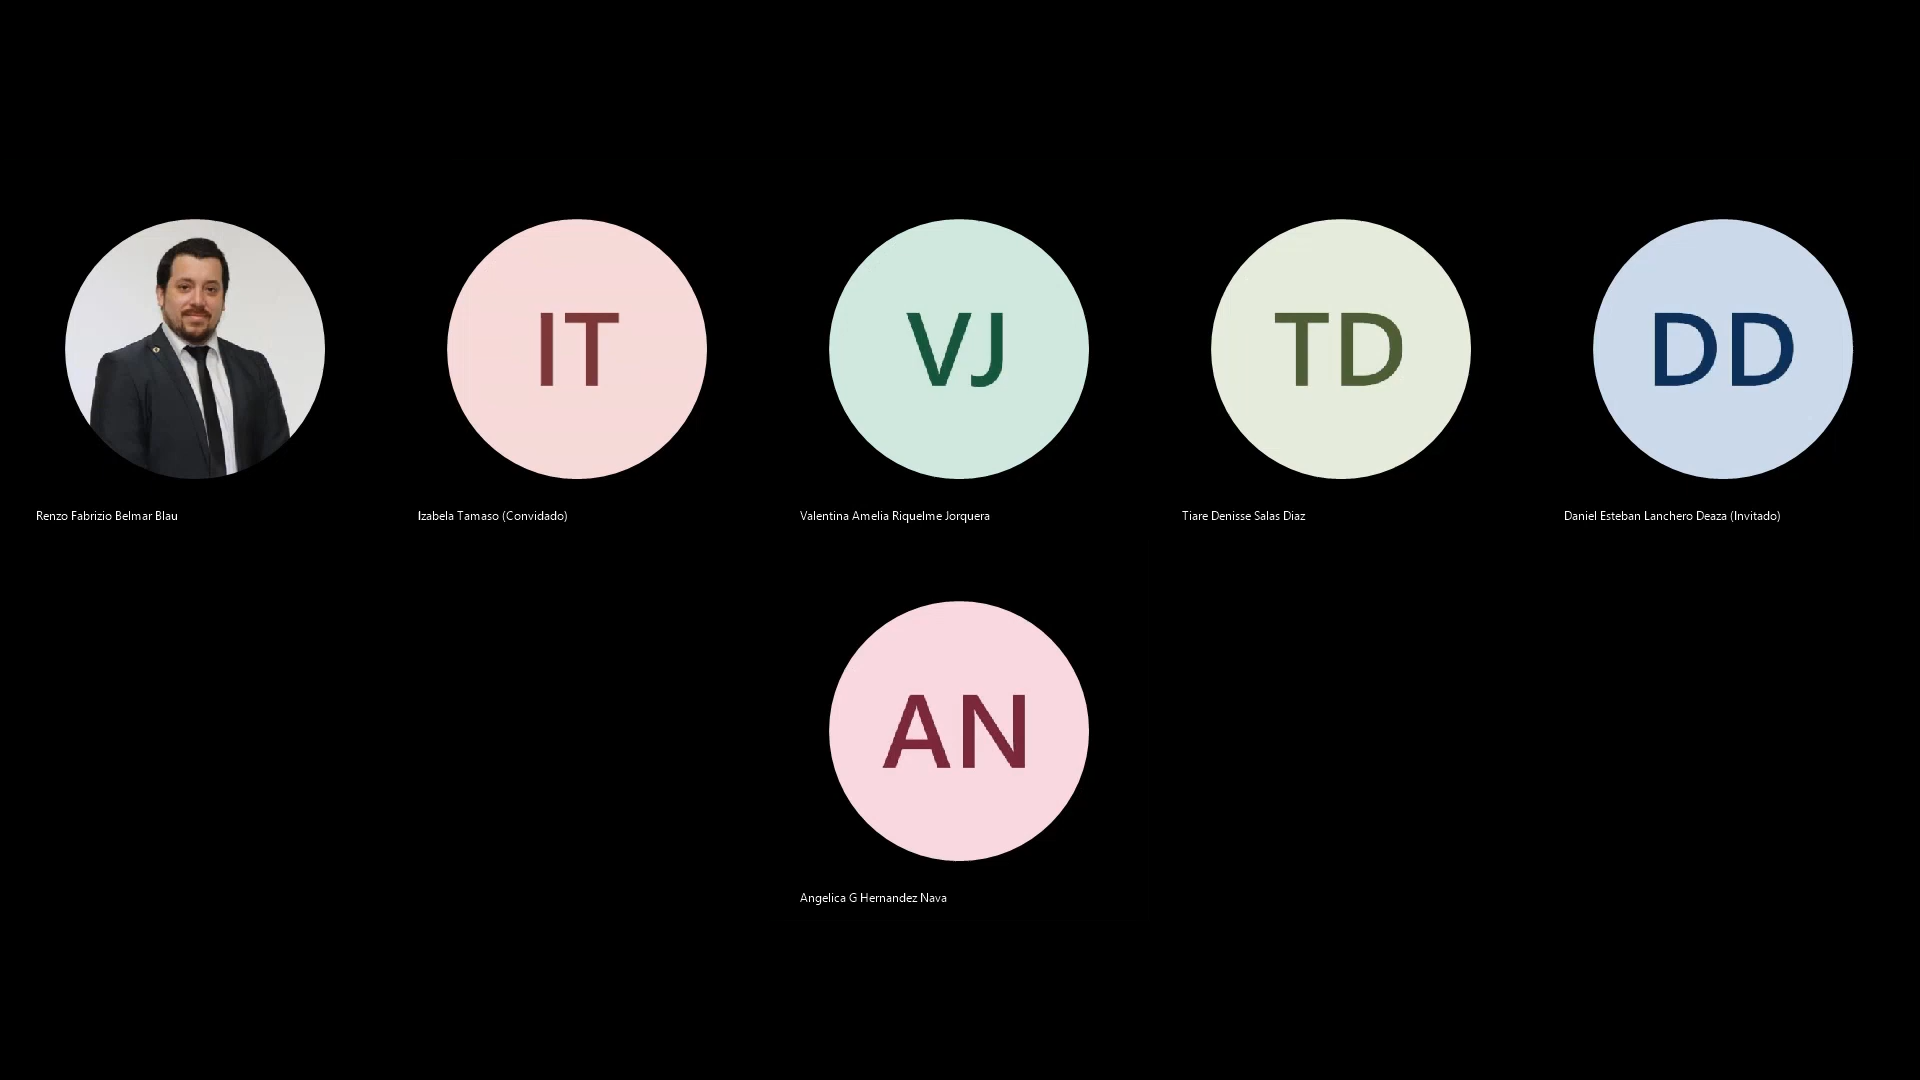 IT
VJ
TD
DD
Renzo Fabrizio Belmar Blau
Izabela Tamaso (Convidado)
Valentina Amelia Riquelme Jorquera
Tiare Denisse Salas Diaz
Daniel Esteban Lanchero Deaza (Invitado)
AN
Angelica G Hernandez Nava